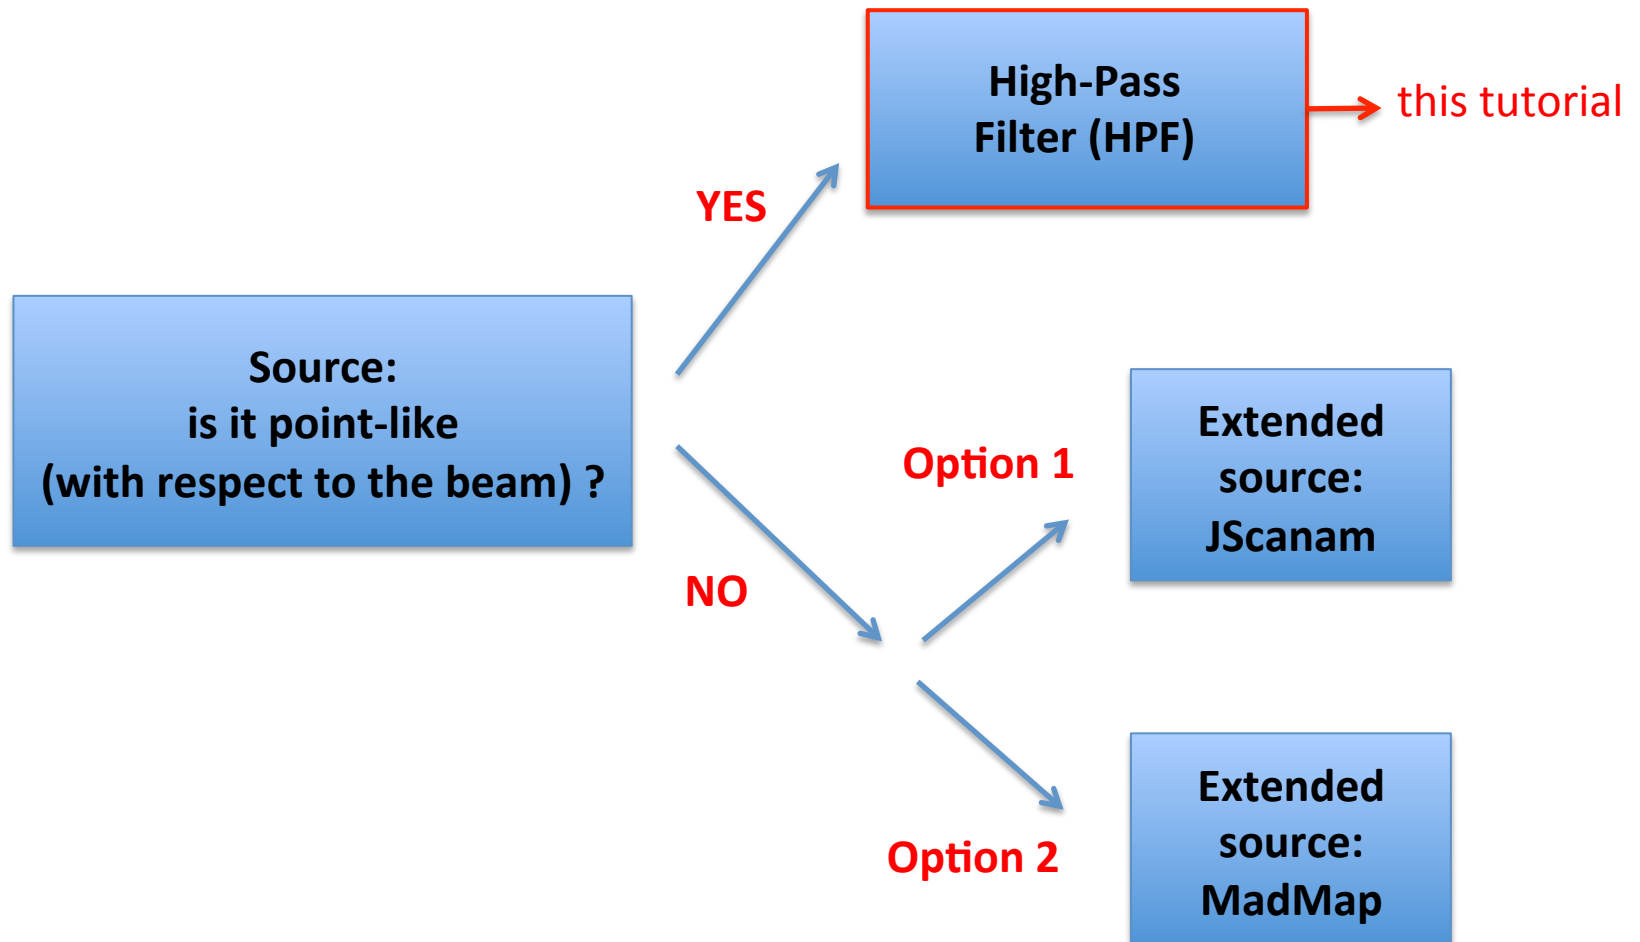 High-Pass
Filter (HPF)
this tutorial
YES
Source:
is it point-like
(with respect to the beam) ?
NO
Option 1
Extended
source:
JScanam
Option 2
Extended
source:
MadMap